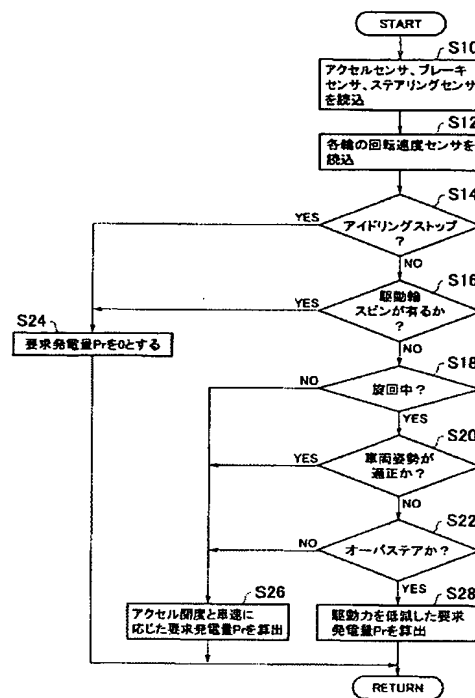 START
S10
アクセルセンサ、ブレーキ
センサ、ステアリングセンサ
を読込
S12
各輪の回転速度センサを
読込
S14
YES
アイドリングストップ
?
NO
S16
YES
駆動輪
スピンが有るか
?
NO
S24
要求発電量Prを0とする
S18
NO
旋回中?
YES
S20
YES
車両姿勢が
適正か?
NO
S22
NO
オーバステアか?
YES
S26
アクセル開度と車速に
応じた要求発電量Prを算出
S28
駆動力を低減した要求
発電量Prを算出
RETURN